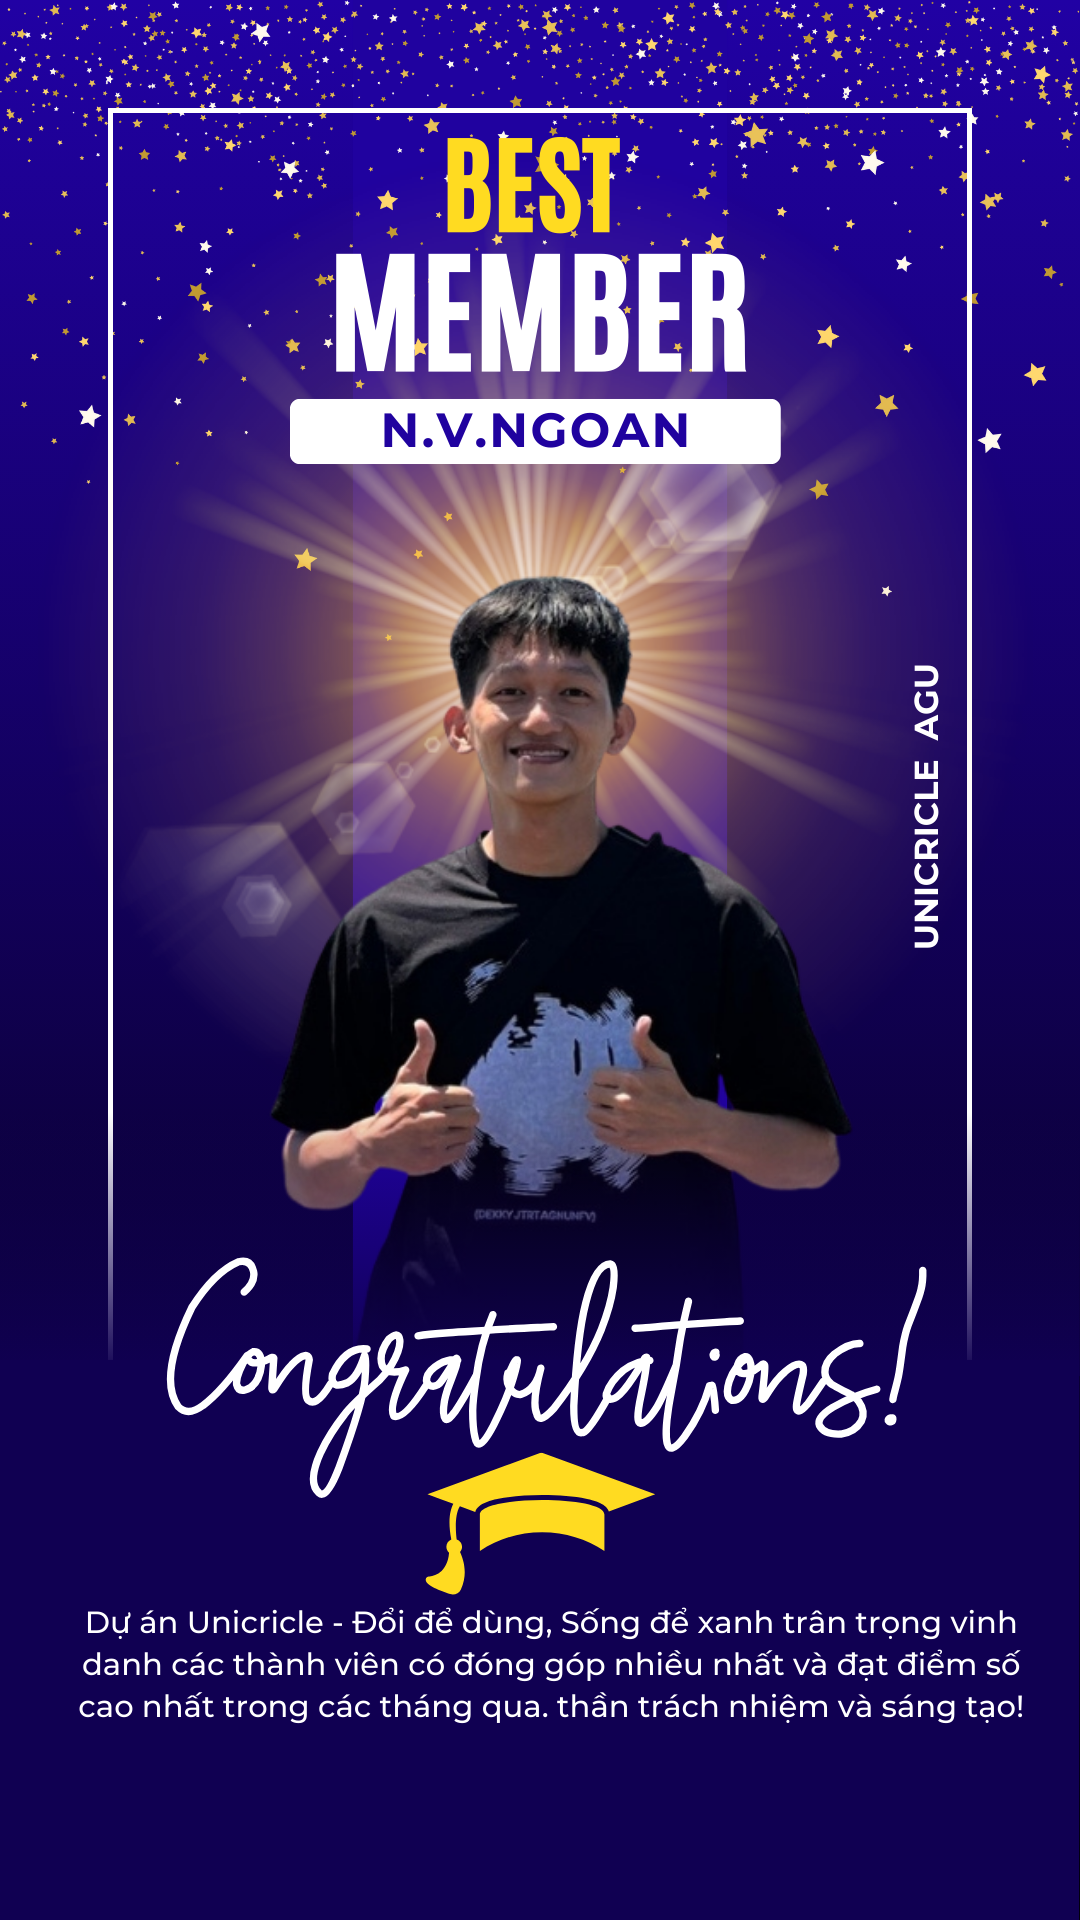 BEST
MEMBER
N.V.NGOAN
UNICRICLE AGU
(DEKKYJTRTAGNUNFV)
Congratulations!
Dự án Unicricle - Đổi để dùng, Sống để xanh trân trọng vinh
danh các thành viên có đóng góp nhiều nhất và đạt điểm số
cao nhất trong các tháng qua. thần trách nhiệm và sáng tạo!